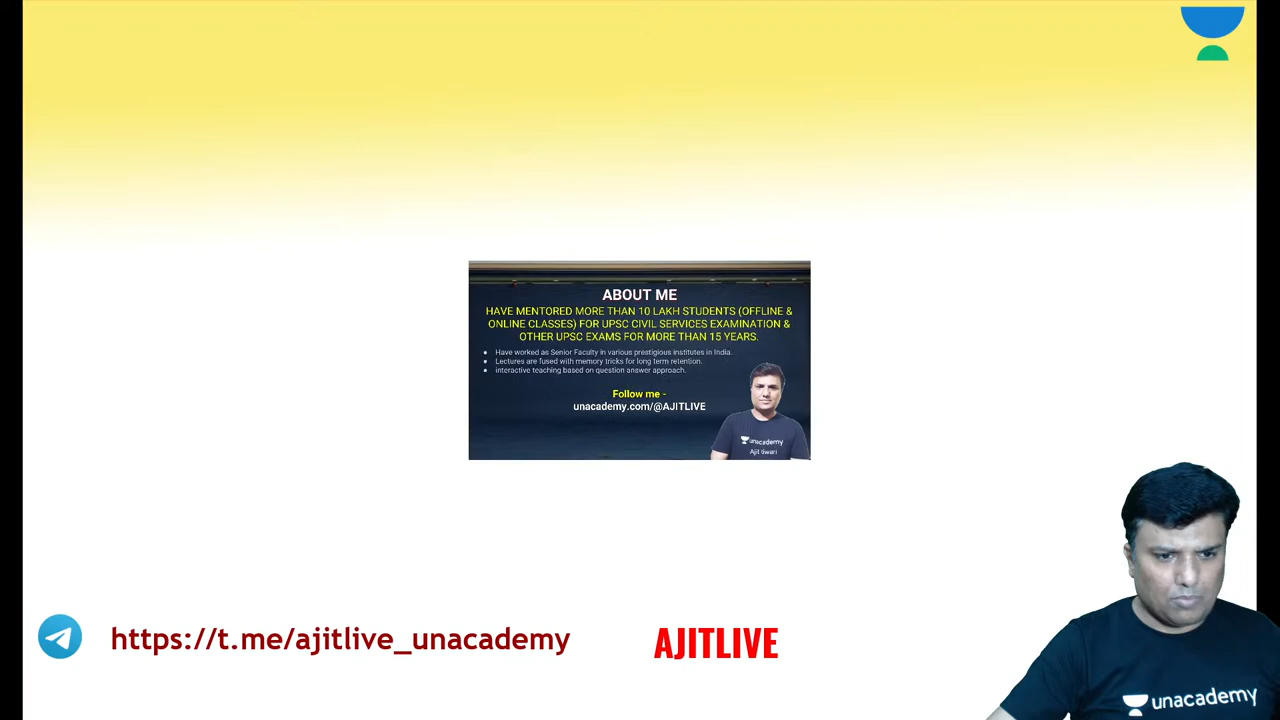 ABOUT ME
HAVE MENTORED MORE THAN 10 LAKH STUDENTS (OFFLINE &
ONLINE CLASSES) FOR UPSC CIVIL SERVICES EXAMINATION &
OTHER UPSC EXAMS FOR MORE THAN 15 YEARS.
● Have worked as Senior Faculty in various prestigious institutes in India.
● Lectures are fused with memory tricks for long term retention.
● interactive teaching based on question answer approach.
Follow me -
unacademy.com/@AJITLIVE
unacademy
Ajit tiwari
https://t.me/ajitlive_unacademy
AJITLIVE
unacademy